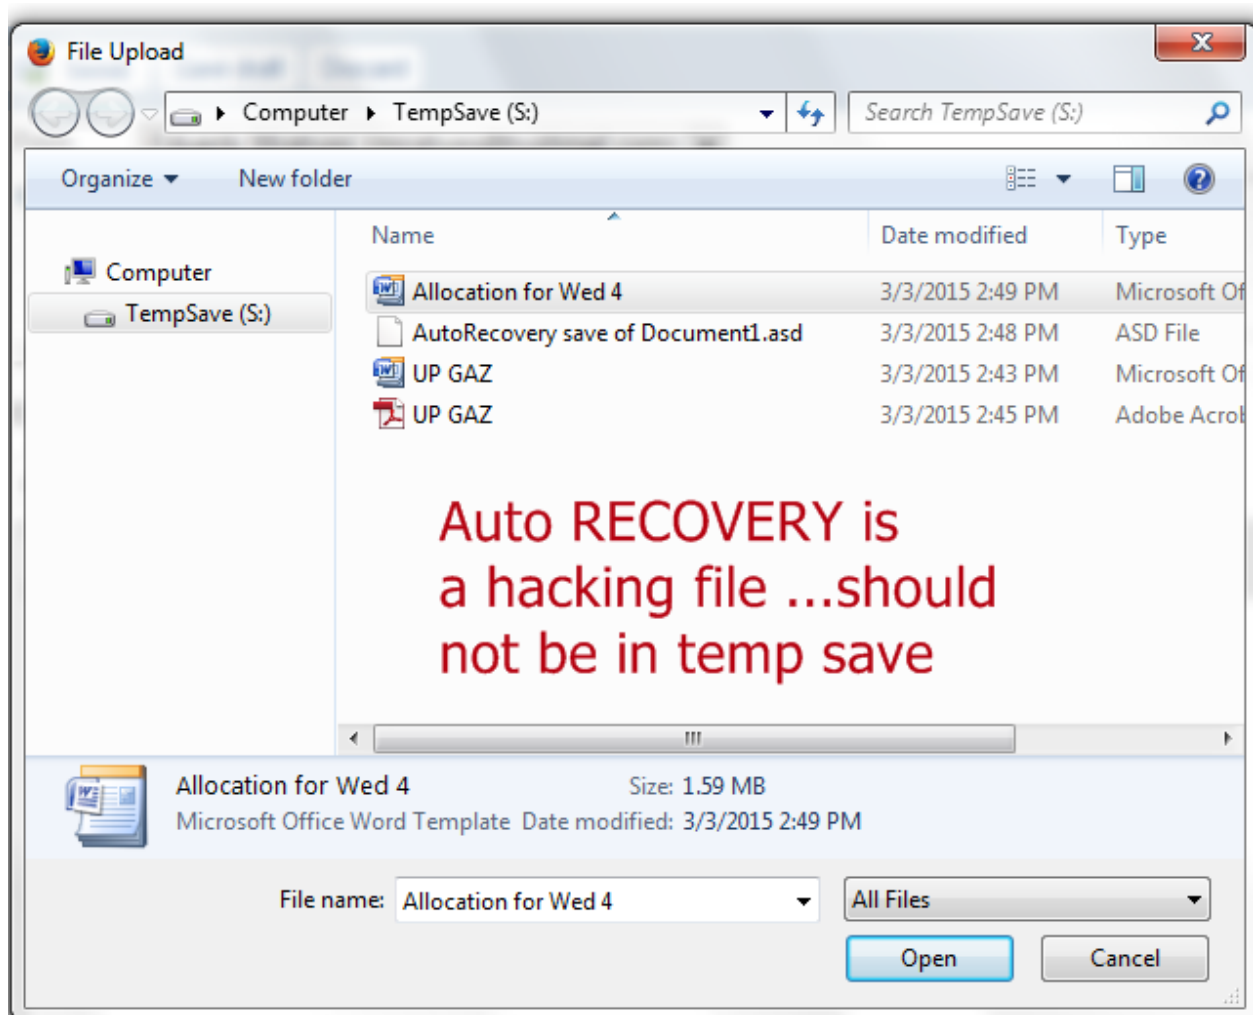 File Upload
Computer ▸ TempSave (S:)
Search TempSave (S:)
Organize
New folder
Name
Date modified
Type
Computer
TempSave (S:)
Allocation for Wed 4 3/3/2015 2:49 PM Microsoft Of
AutoRecovery save of Document1.asd 3/3/2015 2:48 PM ASD File
UP GAZ 3/3/2015 2:43 PM Microsoft Of
UP GAZ 3/3/2015 2:45 PM Adobe Acrob
Auto RECOVERY is
a hacking file ...should
not be in temp save
Allocation for Wed 4 Size: 1.59 MB
Microsoft Office Word Template Date modified: 3/3/2015 2:49 PM
File name: Allocation for Wed 4
All Files
Open
Cancel